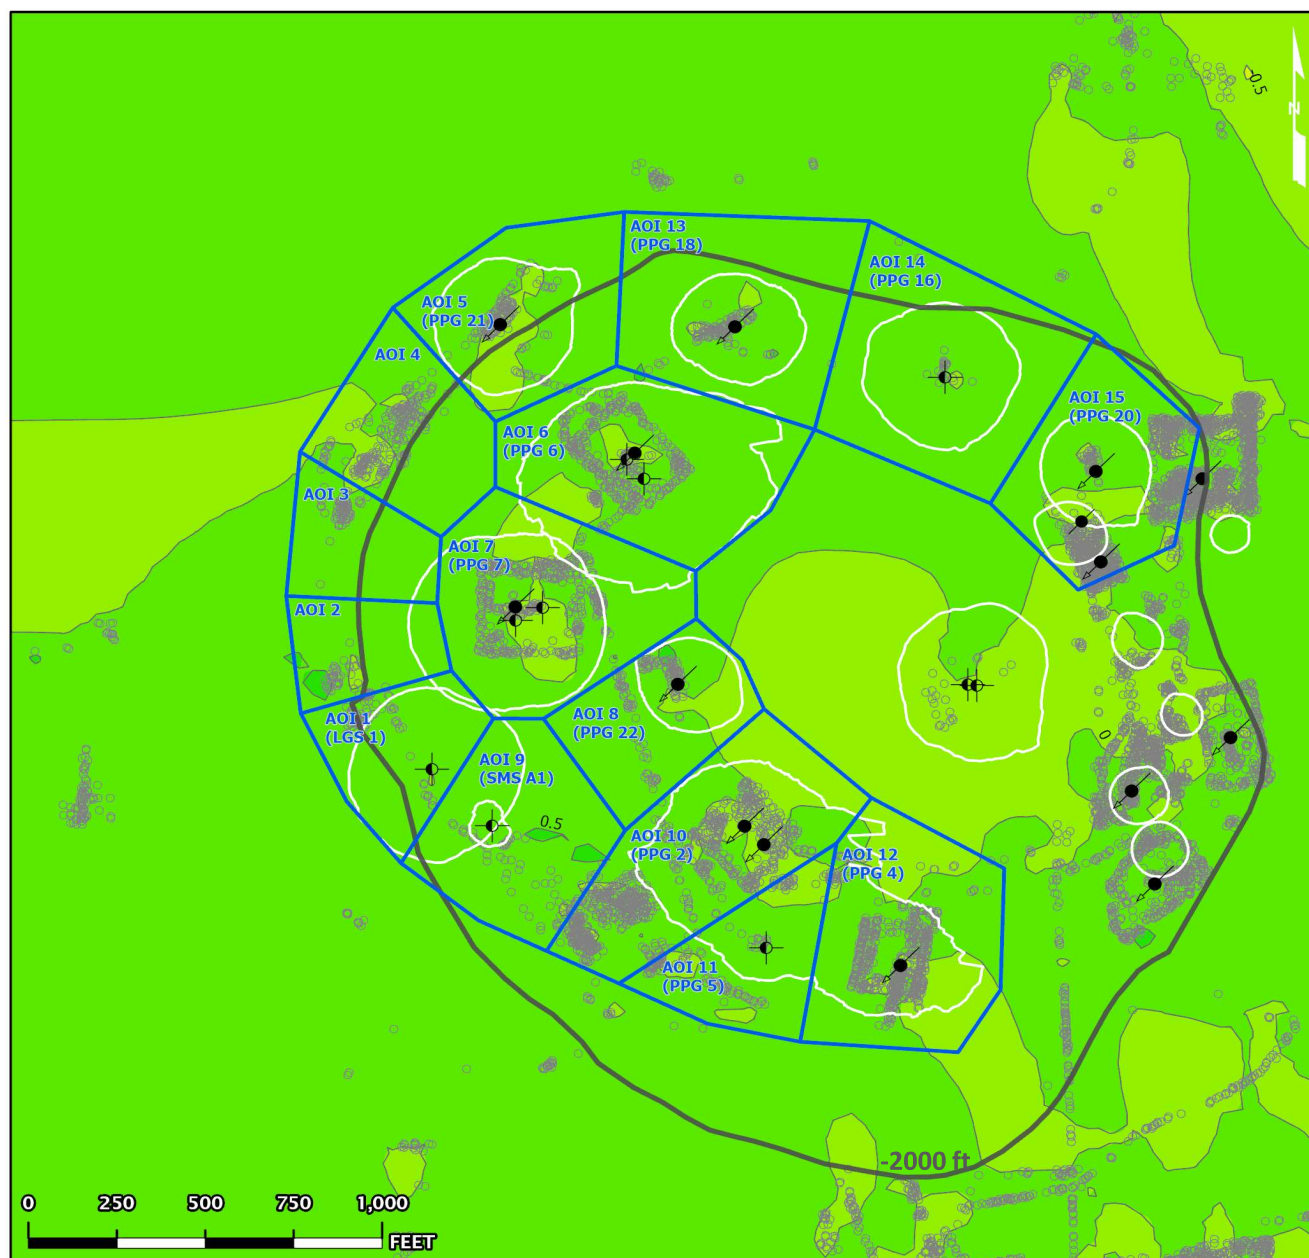 -0.5
N
AOI 13
(PPG 18)
AOI 14
(PPG 16)
AOI 5
(PPG 21)
AOI 4
AOI 15
(PPG 20)
AOI 6
(PPG 6)
AOI 3
AOI 7
(PPG 7)
AOI 2
AOI 8
(PPG 22)
AOI 1
(LGS 1)
0
AOI 9
(SMS A1)
0.5
AOI 10
(PPG 2)
AOI 12
(PPG 4)
AOI 11
(PPG 5)
-2000 ft
0 250 500 750 1,000
FEET